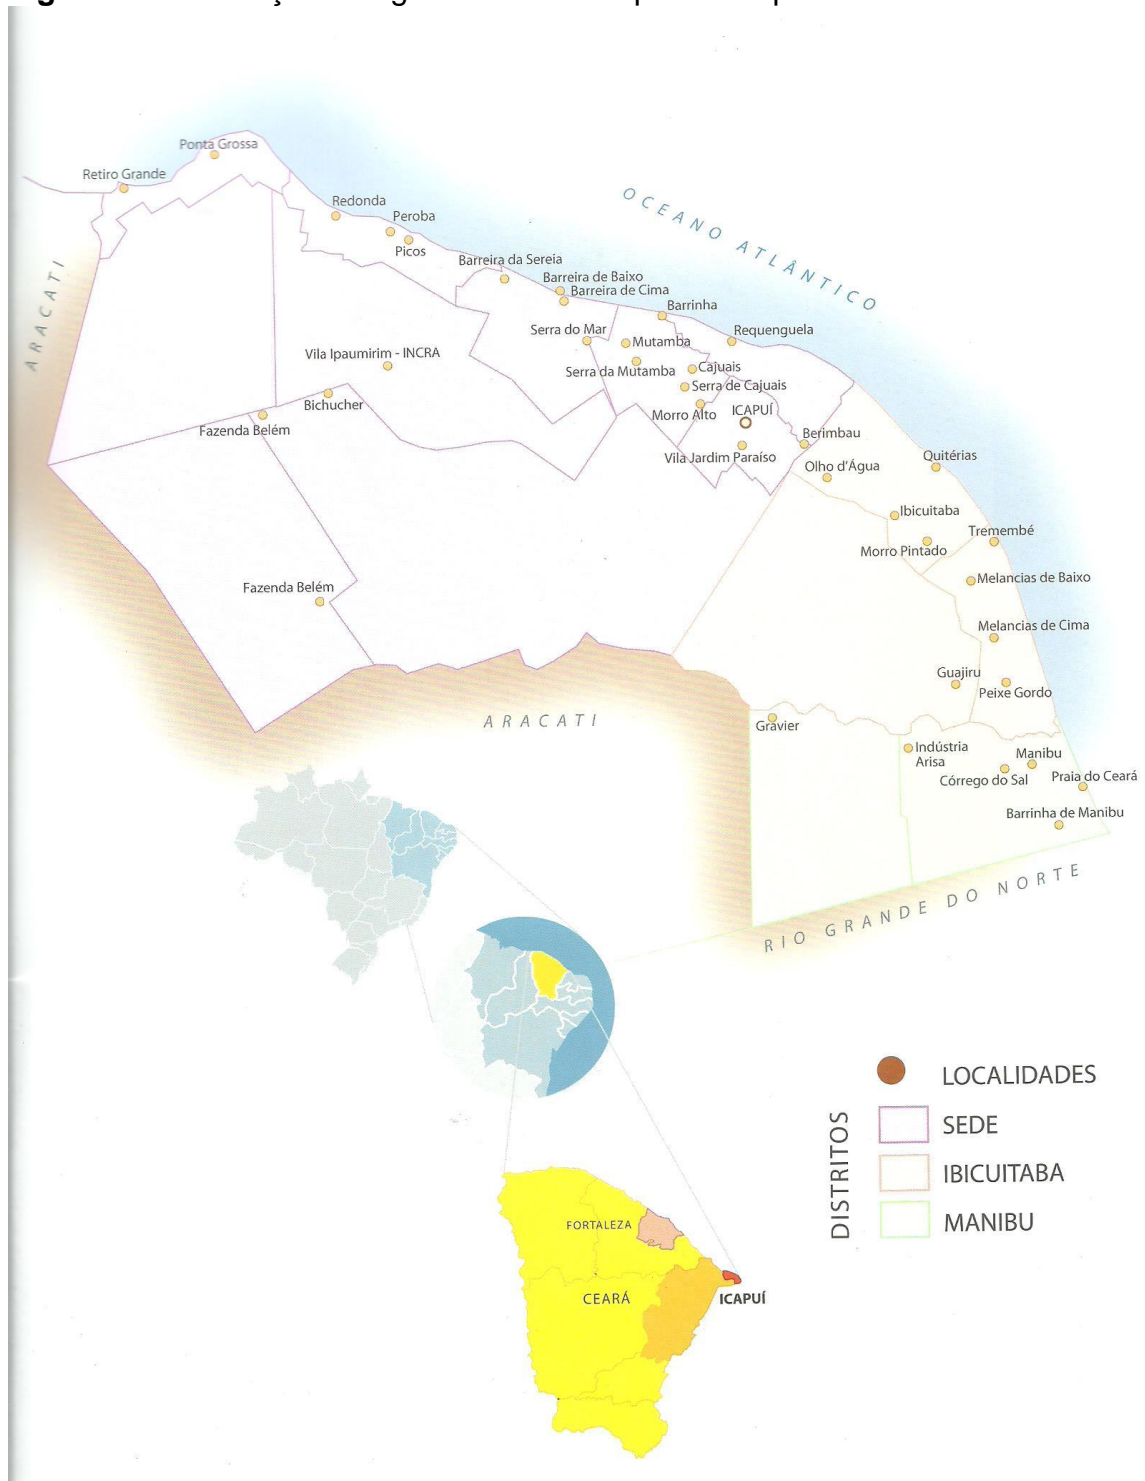 Ponta Grossa
Retiro Grande
Redonda
Peroba
Picos
OCEANO ATLÂNTICO
Barreira da Sereia
Barreira de Baixo
Barreira de Cima
Barrinha
ARACATI
Serra do Mar
Mutamba
Requenguela
Vila Ipaumirim - INCRA
Serra da Mutamba
Cajuais
Serra de Cajuais
Bichucher
Morro Alto
ICAPUÍ
Fazenda Belém
Berimbau
Vila Jardim Paraíso
Olho d'Água
Quitérias
Ibicuitaba
Tremembé
Morro Pintado
Melancias de Baixo
Fazenda Belém
Melancias de Cima
Guajiru
Peixe Gordo
ARACATI
Gravier
Indústria
Arisa
Manibu
Córrego do Sal
Praia do Ceará
Barrinha de Manibu
RIO GRANDE DO NORTE
LOCALIDADES
DISTRITOS
SEDE
IBICUITABA
MANIBU
FORTALEZA
CEARÁ
ICAPUÍ